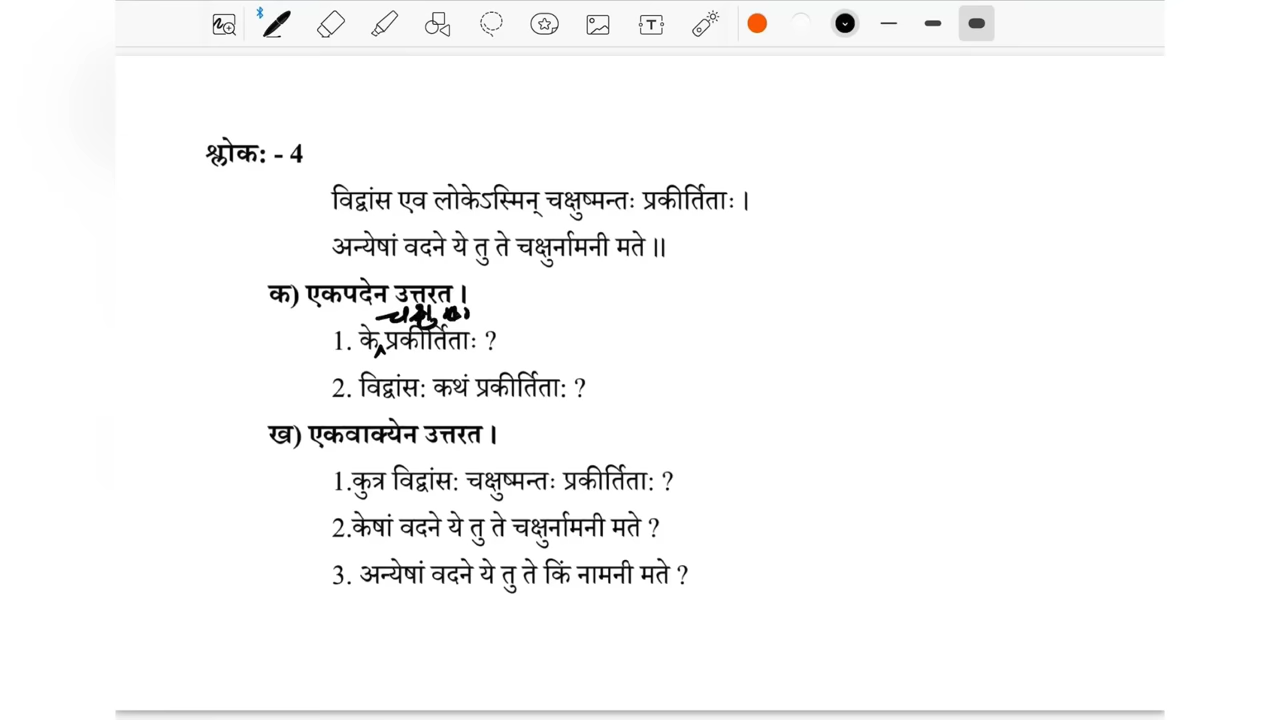 श्लोक: - 4
विद्वांस एव लोकेऽस्मिन् चक्षुष्मन्तः प्रकीर्तिताः ।
अन्येषां वदने ये तु ते चक्षुर्नामनी मते ॥
क) एकपदेन उत्तरत ।
1. के प्रकीर्तिताः ?
2. विद्वांस: कथं प्रकीर्तिता: ?
ख) एकवाक्येन उत्तरत ।
1.कुत्र विद्वांस: चक्षुष्मन्तः प्रकीर्तिता: ?
2.केषां वदने ये तु ते चक्षुर्नामनी मते ?
3. अन्येषां वदने ये तु ते किं नामनी मते ?